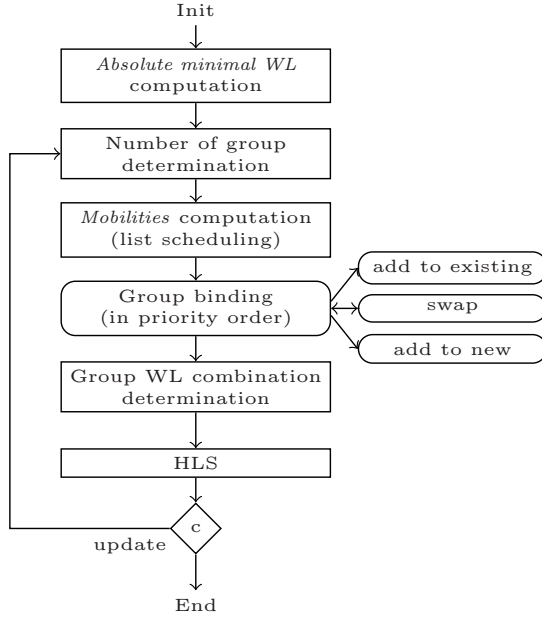 Init
Absolute minimal WL
computation
Number of group
determination
Mobilities computation
(list scheduling)
Group binding
(in priority order)
add to existing
swap
add to new
Group WL combination
determination
HLS
c
update
End